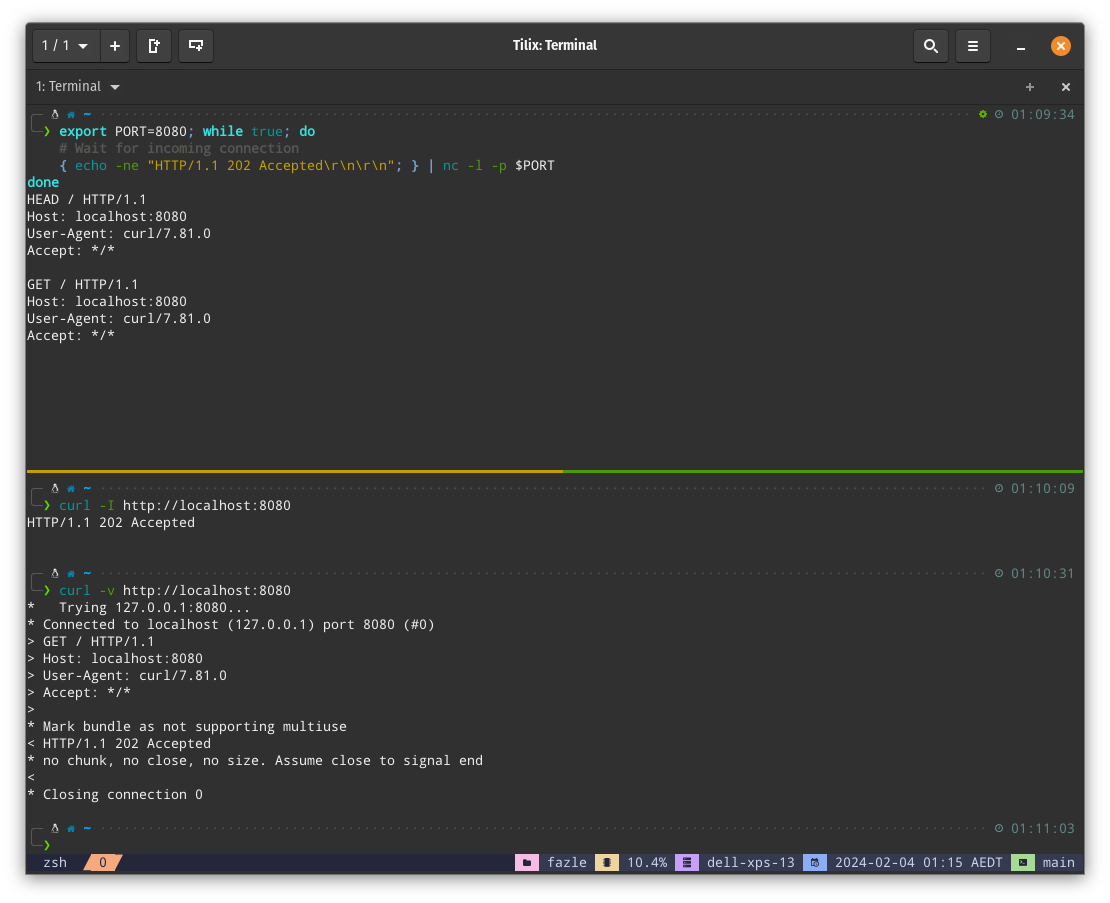 1 / 1
Tilix: Terminal
1: Terminal
~ 01:09:34
❯ export PORT=8080; while true; do
# Wait for incoming connection
{ echo -ne "HTTP/1.1 202 Accepted\r\n\r\n"; } | nc -l -p $PORT
done
HEAD / HTTP/1.1
Host: localhost:8080
User-Agent: curl/7.81.0
Accept: */*
GET / HTTP/1.1
Host: localhost:8080
User-Agent: curl/7.81.0
Accept: */*
~ 01:10:09
❯ curl -I http://localhost:8080
HTTP/1.1 202 Accepted
~ 01:10:31
❯ curl -v http://localhost:8080
*   Trying 127.0.0.1:8080...
* Connected to localhost (127.0.0.1) port 8080 (#0)
> GET / HTTP/1.1
> Host: localhost:8080
> User-Agent: curl/7.81.0
> Accept: */*
>
* Mark bundle as not supporting multiuse
< HTTP/1.1 202 Accepted
* no chunk, no close, no size. Assume close to signal end
<
* Closing connection 0
~ 01:11:03
❯
zsh 0 fazle 10.4% dell-xps-13 2024-02-04 01:15 AEDT main